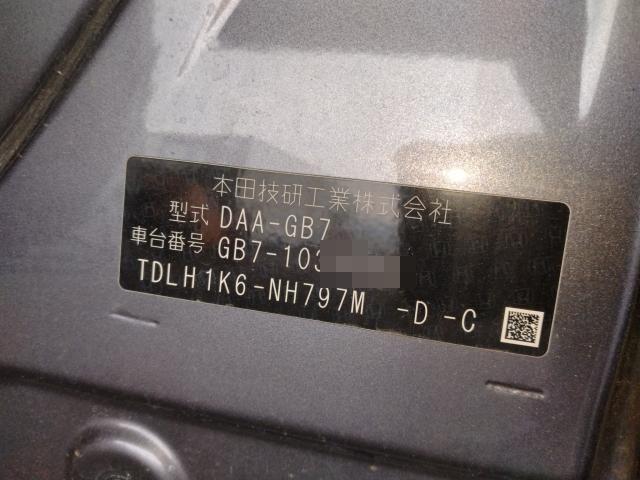 本田技研工業株式会社
型式 DAA-GB7
車台番号 GB7-103
TDLH1K6-NH797M -D -C